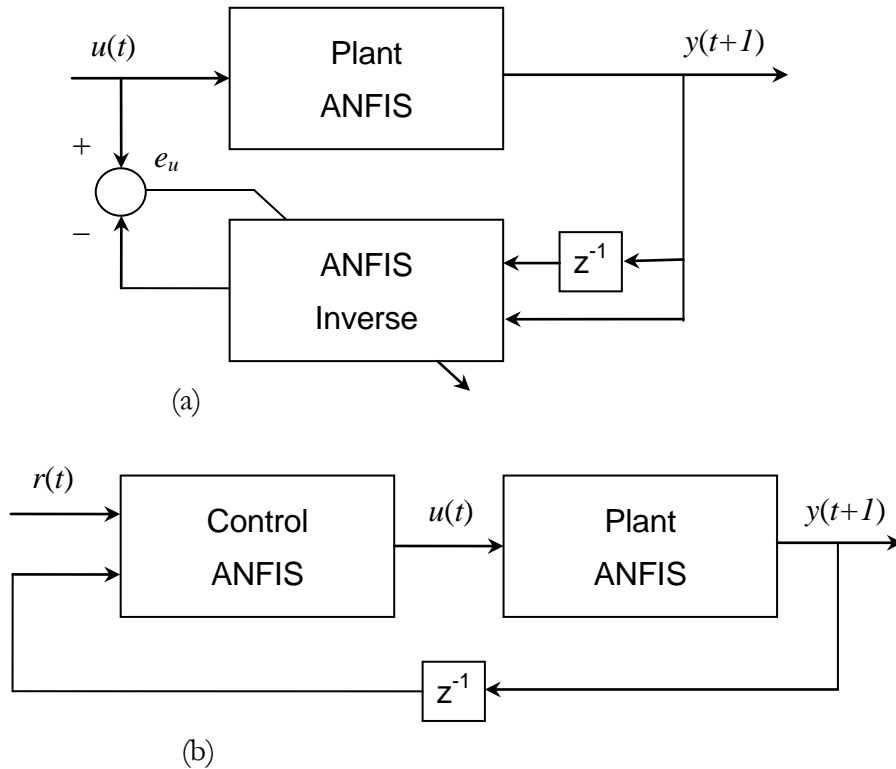 u(t)
Plant
ANFIS
y(t+1)
+
e_u
−
ANFIS
Inverse
z⁻¹
(a)
r(t)
Control
ANFIS
u(t)
Plant
ANFIS
y(t+1)
z⁻¹
(b)